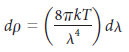 dρ = (8πkT / λ⁴) dλ